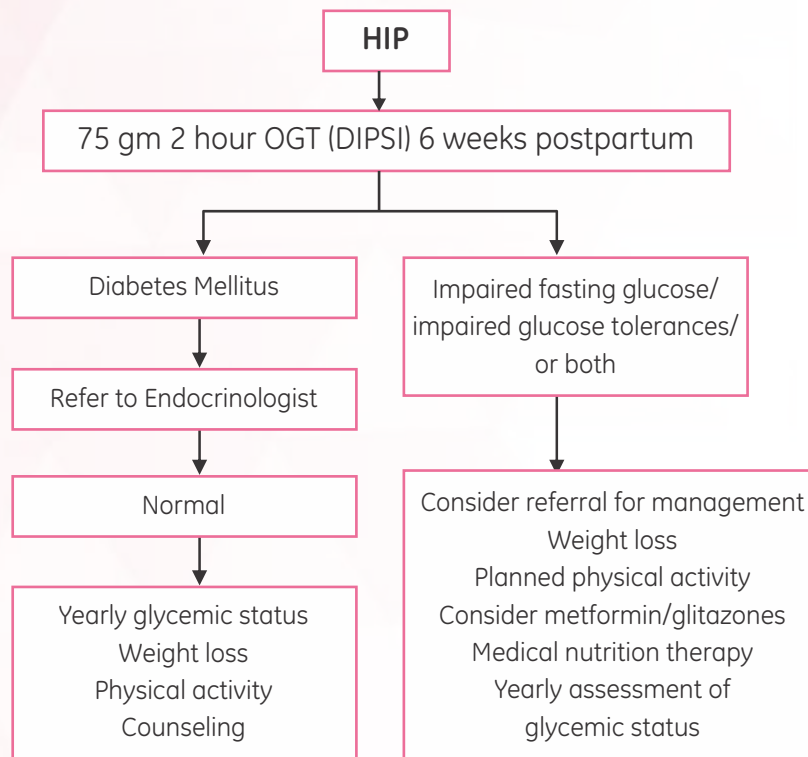 HIP
75 gm 2 hour OGT (DIPSI) 6 weeks postpartum
Diabetes Mellitus
Refer to Endocrinologist
Normal
Yearly glycemic status
Weight loss
Physical activity
Counseling
Impaired fasting glucose/
impaired glucose tolerances/
or both
Consider referral for management
Weight loss
Planned physical activity
Consider metformin/glitazones
Medical nutrition therapy
Yearly assessment of
glycemic status